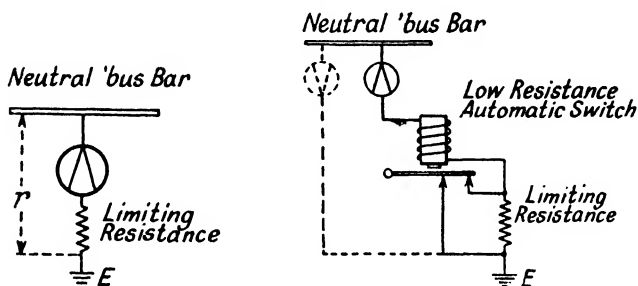 Neutral 'bus Bar
r
Limiting
Resistance
E
Neutral 'bus Bar
V
A
Low Resistance
Automatic Switch
Limiting
Resistance
E